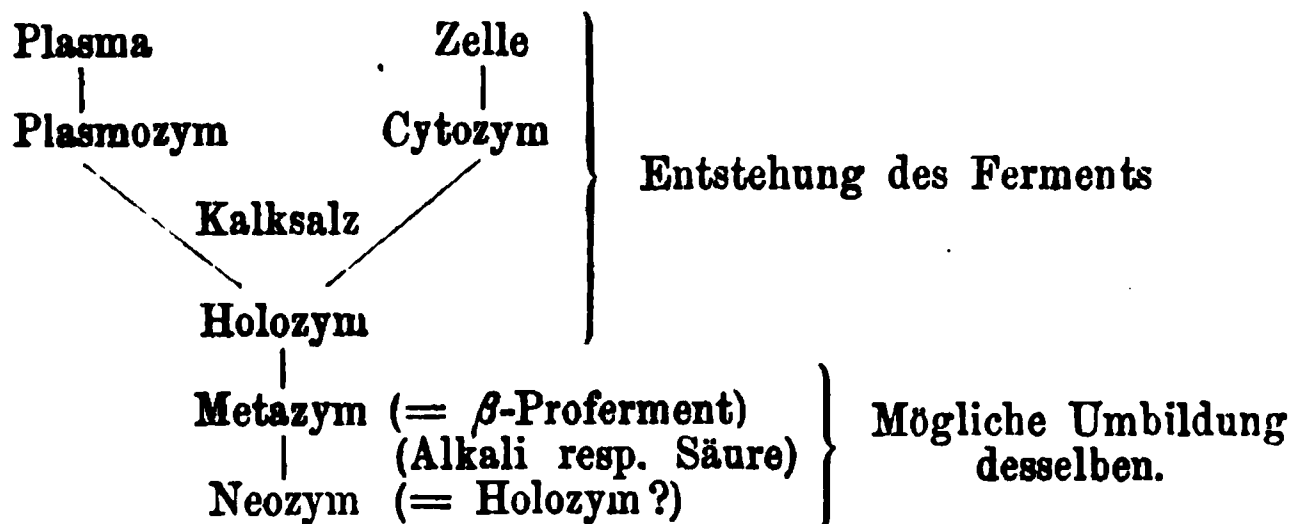 Plasma Zelle
Plasmozym Cytozym
Entstehung des Ferments
Kalksalz
Holozym
Metazym (= β-Proferment)
(Alkali resp. Säure)
Neozym (= Holozym?)
Mögliche Umbildung
desselben.